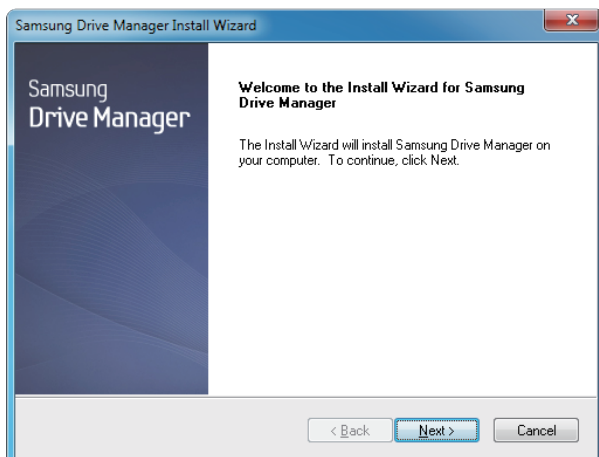 Samsung Drive Manager Install Wizard
Samsung
Drive Manager
Welcome to the Install Wizard for Samsung
Drive Manager
The Install Wizard will install Samsung Drive Manager on
your computer. To continue, click Next.
< Back
Next >
Cancel